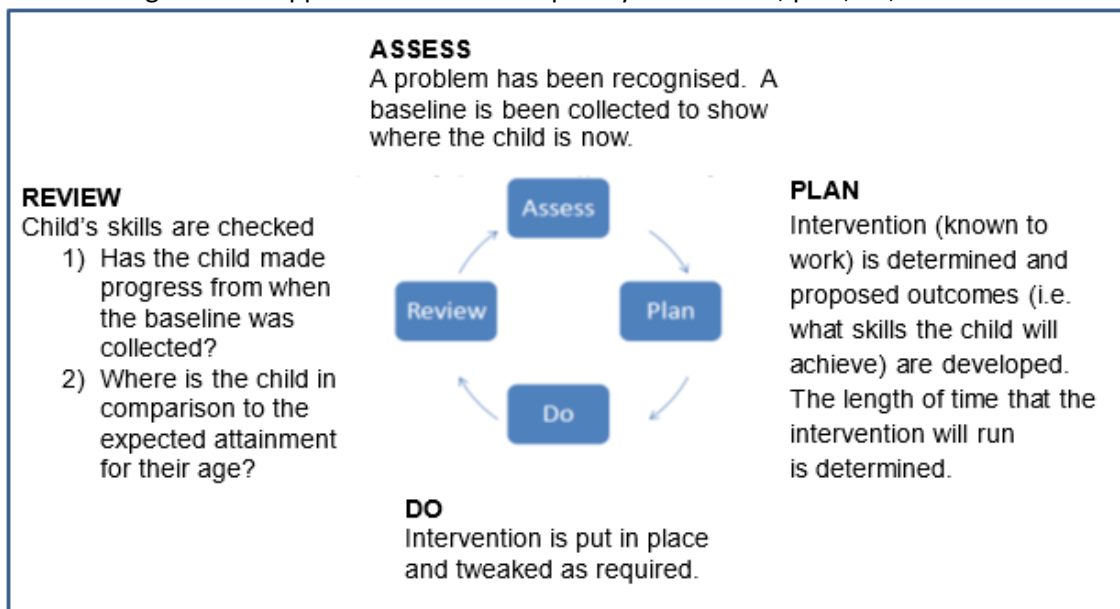 ASSESS
A problem has been recognised. A
baseline is been collected to show
where the child is now.
REVIEW
Child's skills are checked
1) Has the child made
progress from when
the baseline was
collected?
2) Where is the child in
comparison to the
expected attainment
for their age?
Assess
Review
Plan
Do
PLAN
Intervention (known to
work) is determined and
proposed outcomes (i.e.
what skills the child will
achieve) are developed.
The length of time that the
intervention will run
is determined.
DO
Intervention is put in place
and tweaked as required.